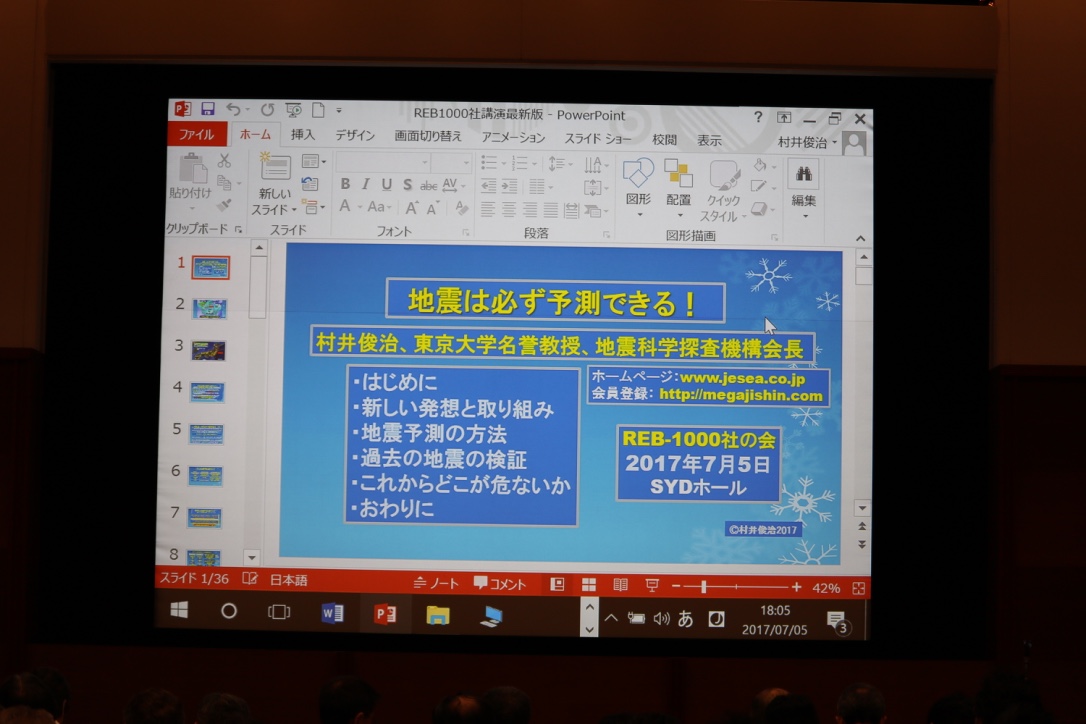 REB1000社講演最新版 - PowerPoint
?
ファイル ホーム 挿入 デザイン 画面切り替え アニメーション スライド ショー 校閲 表示 村井俊治
貼り付け
新しい
スライド
B I U S abc AV
A Aa A A
図形 配置 クイック
スタイル
編集
クリップボード スライド フォント 段落 図形描画
1
2
3
4
5
6
7
8
地震は必ず予測できる!
村井俊治、東京大学名誉教授、地震科学探査機構会長
・はじめに
・新しい発想と取り組み
・地震予測の方法
・過去の地震の検証
・これからどこが危ないか
・おわりに
ホームページ:www.jesea.co.jp
会員登録: http://megajishin.com
REB-1000社の会
2017年7月5日
SYDホール
©村井俊治2017
スライド 1/36 日本語 ノート コメント 42%
あ
18:05
2017/07/05
3